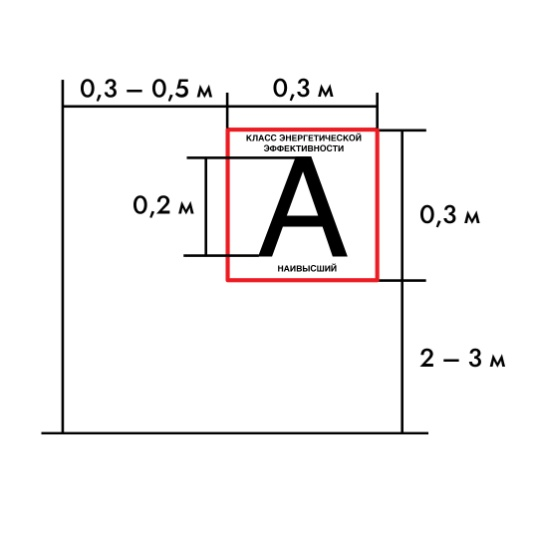 0,3 – 0,5 м
0,3 м
КЛАСС ЭНЕРГЕТИЧЕСКОЙ
ЭФФЕКТИВНОСТИ
А
0,2 м
0,3 м
НАИВЫСШИЙ
2 – 3 м